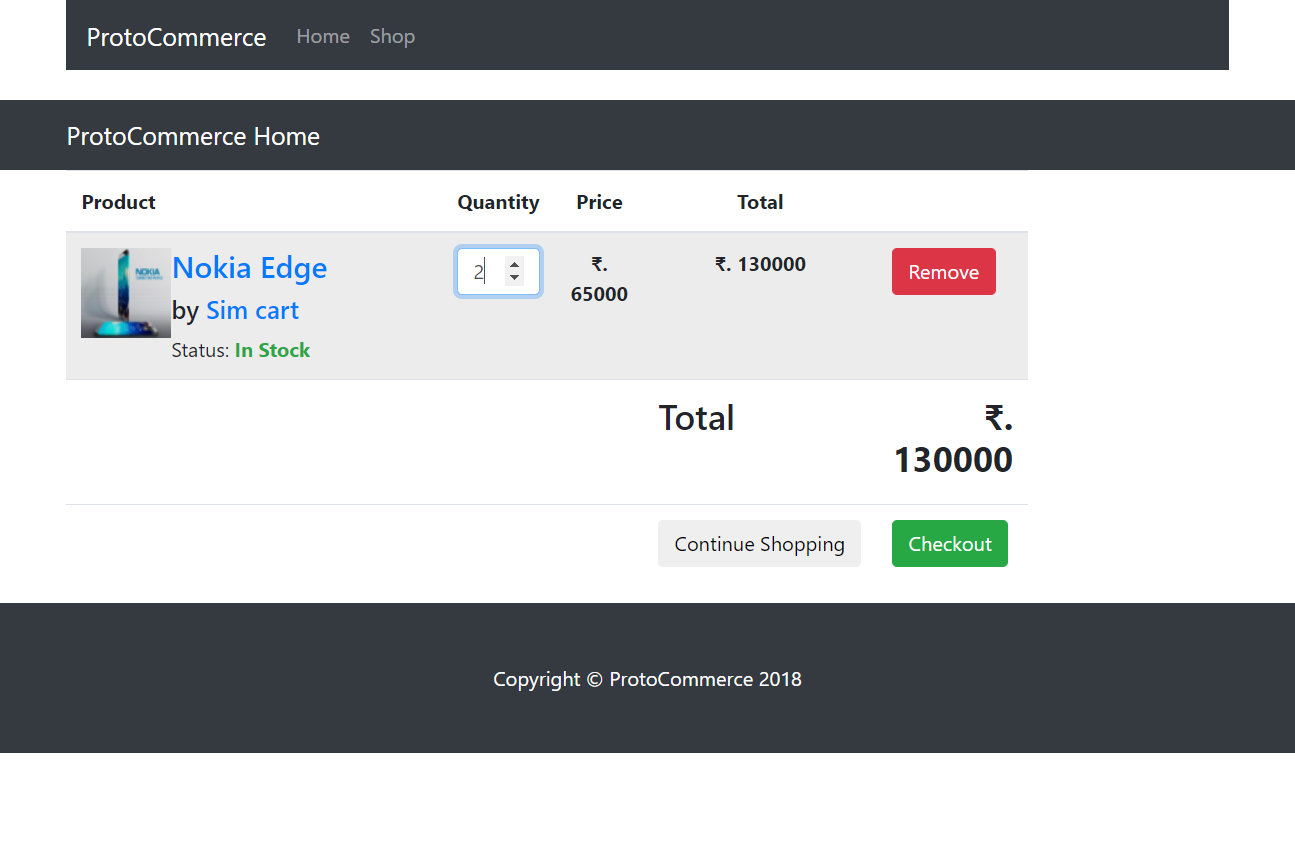 ProtoCommerce Home Shop
ProtoCommerce Home
Product Quantity Price Total
NOKIA
Nokia Edge 2 ₹. ₹. 130000 Remove
65000
by Sim cart
Status: In Stock
Total ₹.
130000
Continue Shopping Checkout
Copyright © ProtoCommerce 2018